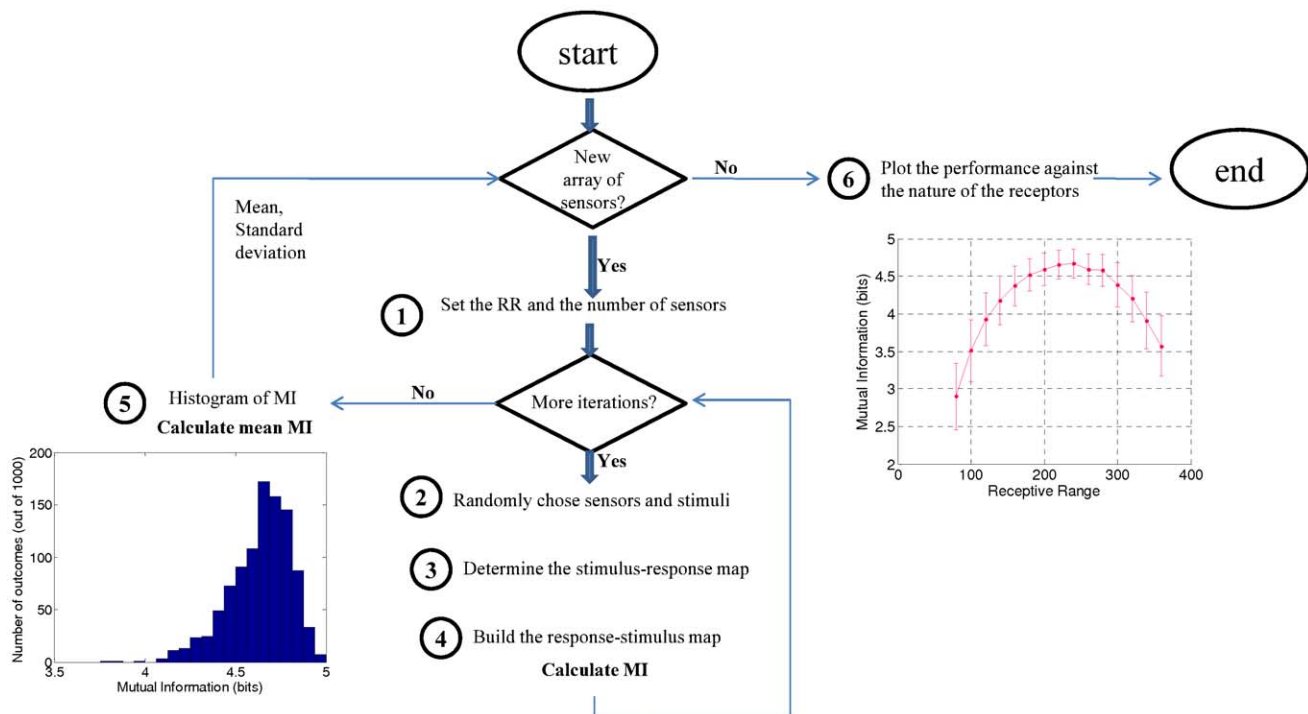 start
New
array of
sensors?
No
6
Plot the performance against
the nature of the receptors
end
Mean,
Standard
deviation
Yes
1
Set the RR and the number of sensors
More iterations?
No
5
Histogram of MI
Calculate mean MI
Yes
2
Randomly chose sensors and stimuli
3
Determine the stimulus-response map
4
Build the response-stimulus map
Calculate MI
Number of outcomes (out of 1000)
200
150
100
50
0
3.5
4
4.5
5
Mutual Information (bits)
Mutual Information (bits)
5
4.5
4
3.5
3
2.5
2
0
100
200
300
400
Receptive Range